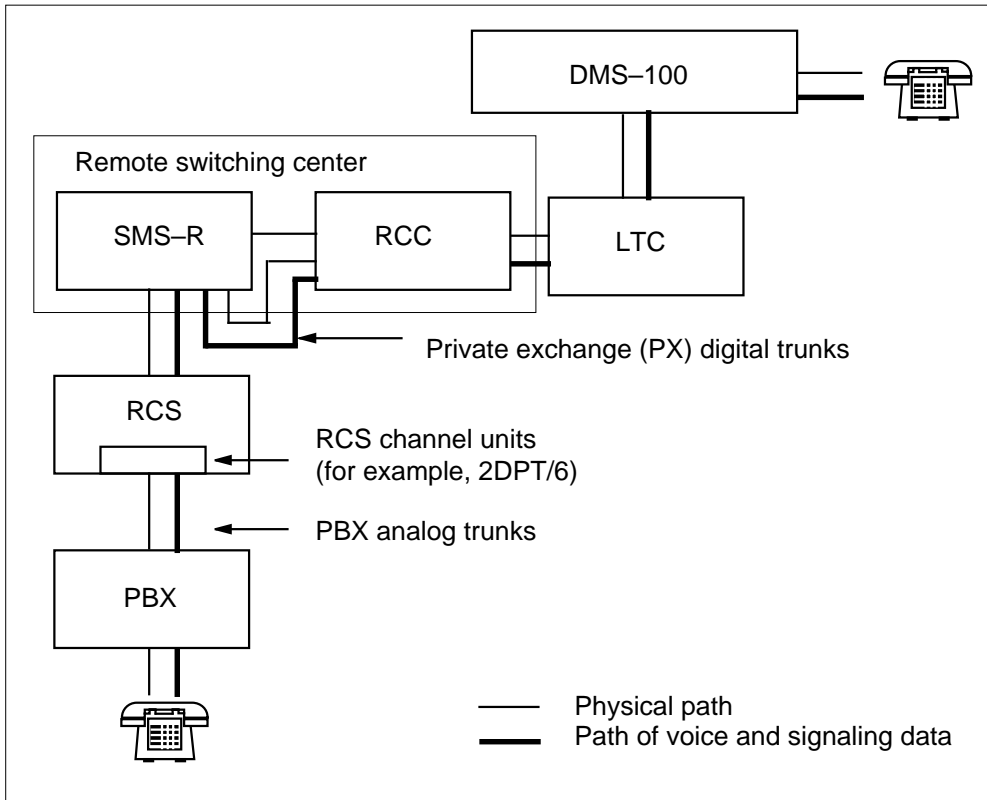 DMS–100
Remote switching center
SMS–R
RCC
LTC
Private exchange (PX) digital trunks
RCS
RCS channel units
(for example, 2DPT/6)
PBX analog trunks
PBX
Physical path
Path of voice and signaling data